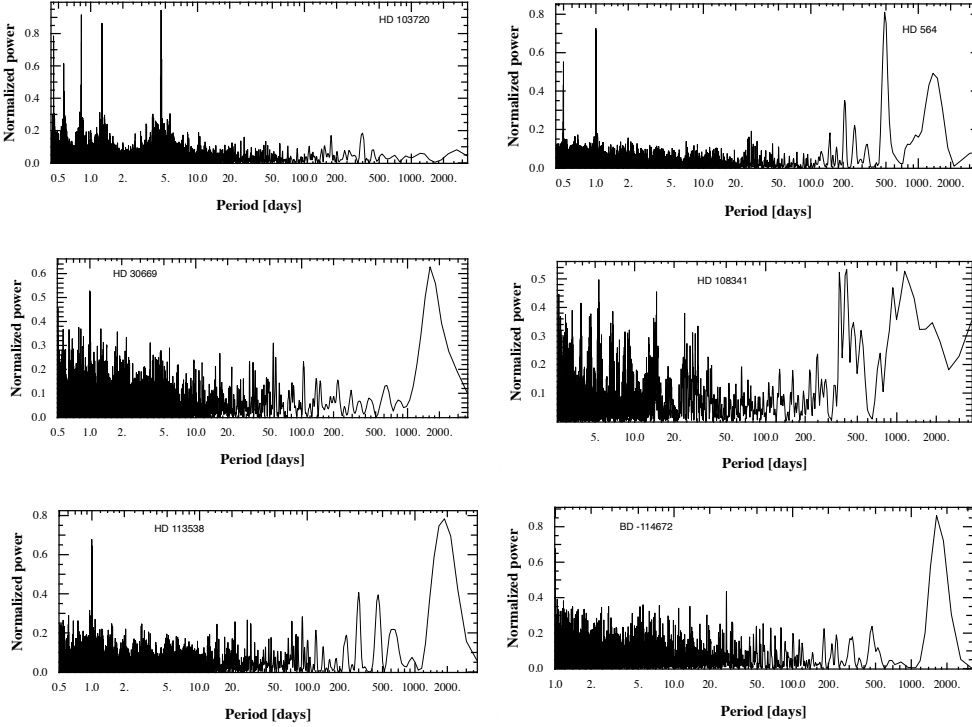 HD 103720
Normalized power
0.8
0.6
0.4
0.2
0.0
0.5 1.0 2. 5. 10.0 20. 50. 100.0 200. 500. 1000. 2000.
Period [days]
HD 564
Normalized power
0.8
0.6
0.4
0.2
0.0
0.5 1.0 2. 5. 10.0 20. 50. 100.0 200. 500. 1000. 2000.
Period [days]
HD 30669
Normalized power
0.6
0.5
0.4
0.3
0.2
0.1
0.0
0.5 1.0 2. 5. 10.0 20. 50. 100.0 200. 500. 1000. 2000.
Period [days]
HD 108341
Normalized power
0.5
0.4
0.3
0.2
0.1
5. 10.0 20. 50. 100.0 200. 500. 1000. 2000.
Period [days]
HD 113538
Normalized power
0.8
0.6
0.4
0.2
0.0
0.5 1.0 2. 5. 10.0 20. 50. 100.0 200. 500. 1000. 2000.
Period [days]
BD -114672
Normalized power
0.8
0.6
0.4
0.2
0.0
1.0 2. 5. 10.0 20. 50. 100.0 200. 500. 1000. 2000.
Period [days]